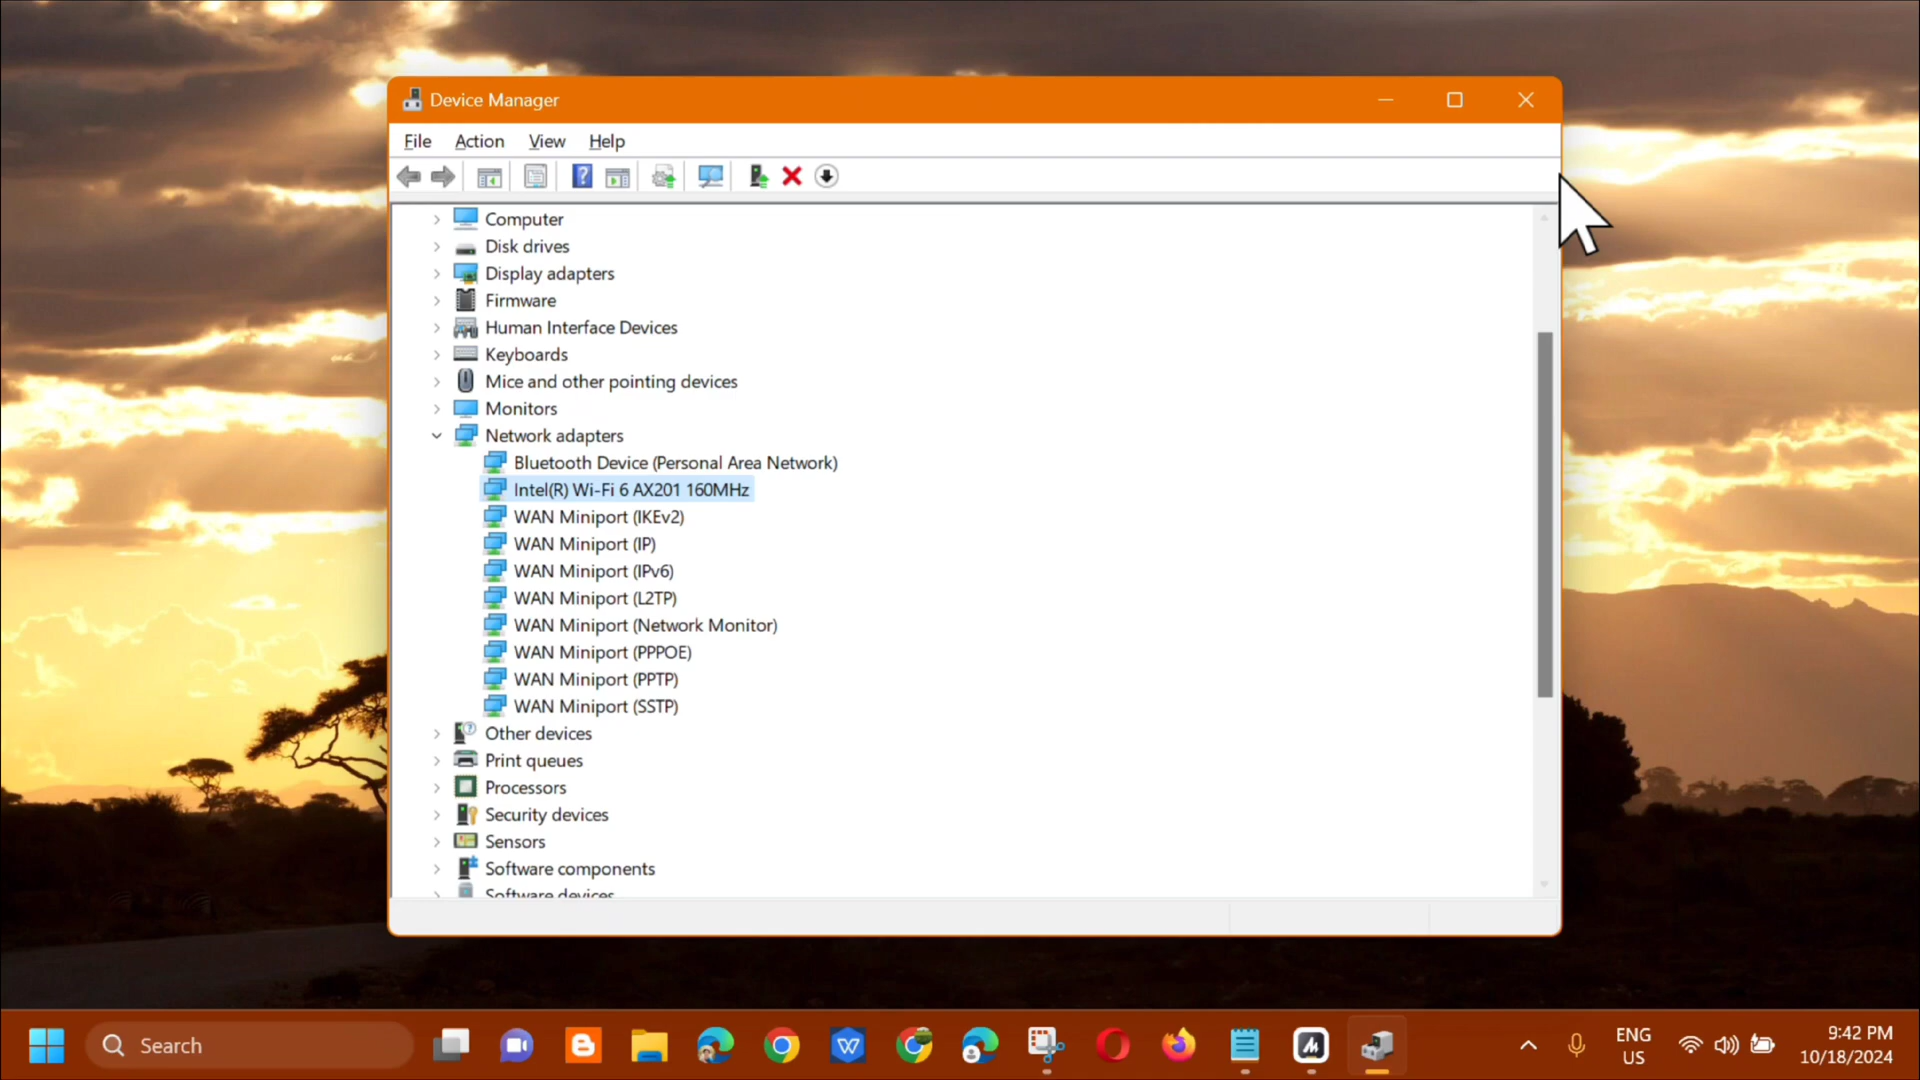 Device Manager
File Action View Help
Computer
Disk drives
Display adapters
Firmware
Human Interface Devices
Keyboards
Mice and other pointing devices
Monitors
Network adapters
Bluetooth Device (Personal Area Network)
Intel(R) Wi-Fi 6 AX201 160MHz
WAN Miniport (IKEv2)
WAN Miniport (IP)
WAN Miniport (IPv6)
WAN Miniport (L2TP)
WAN Miniport (Network Monitor)
WAN Miniport (PPPOE)
WAN Miniport (PPTP)
WAN Miniport (SSTP)
Other devices
Print queues
Processors
Security devices
Sensors
Software components
Software devices
Search
ENG
US
9:42 PM
10/18/2024